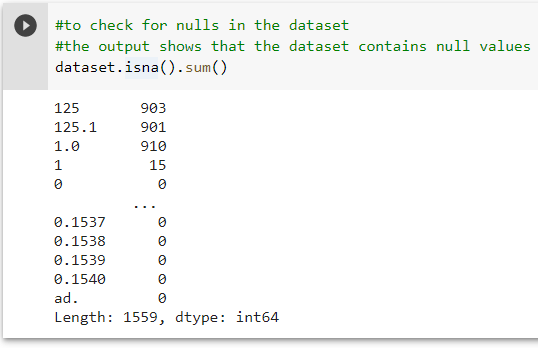 #to check for nulls in the dataset
#the output shows that the dataset contains null values
dataset.isna().sum()
125 903
125.1 901
1.0 910
1 15
0 0
...
0.1537 0
0.1538 0
0.1539 0
0.1540 0
ad. 0
Length: 1559, dtype: int64